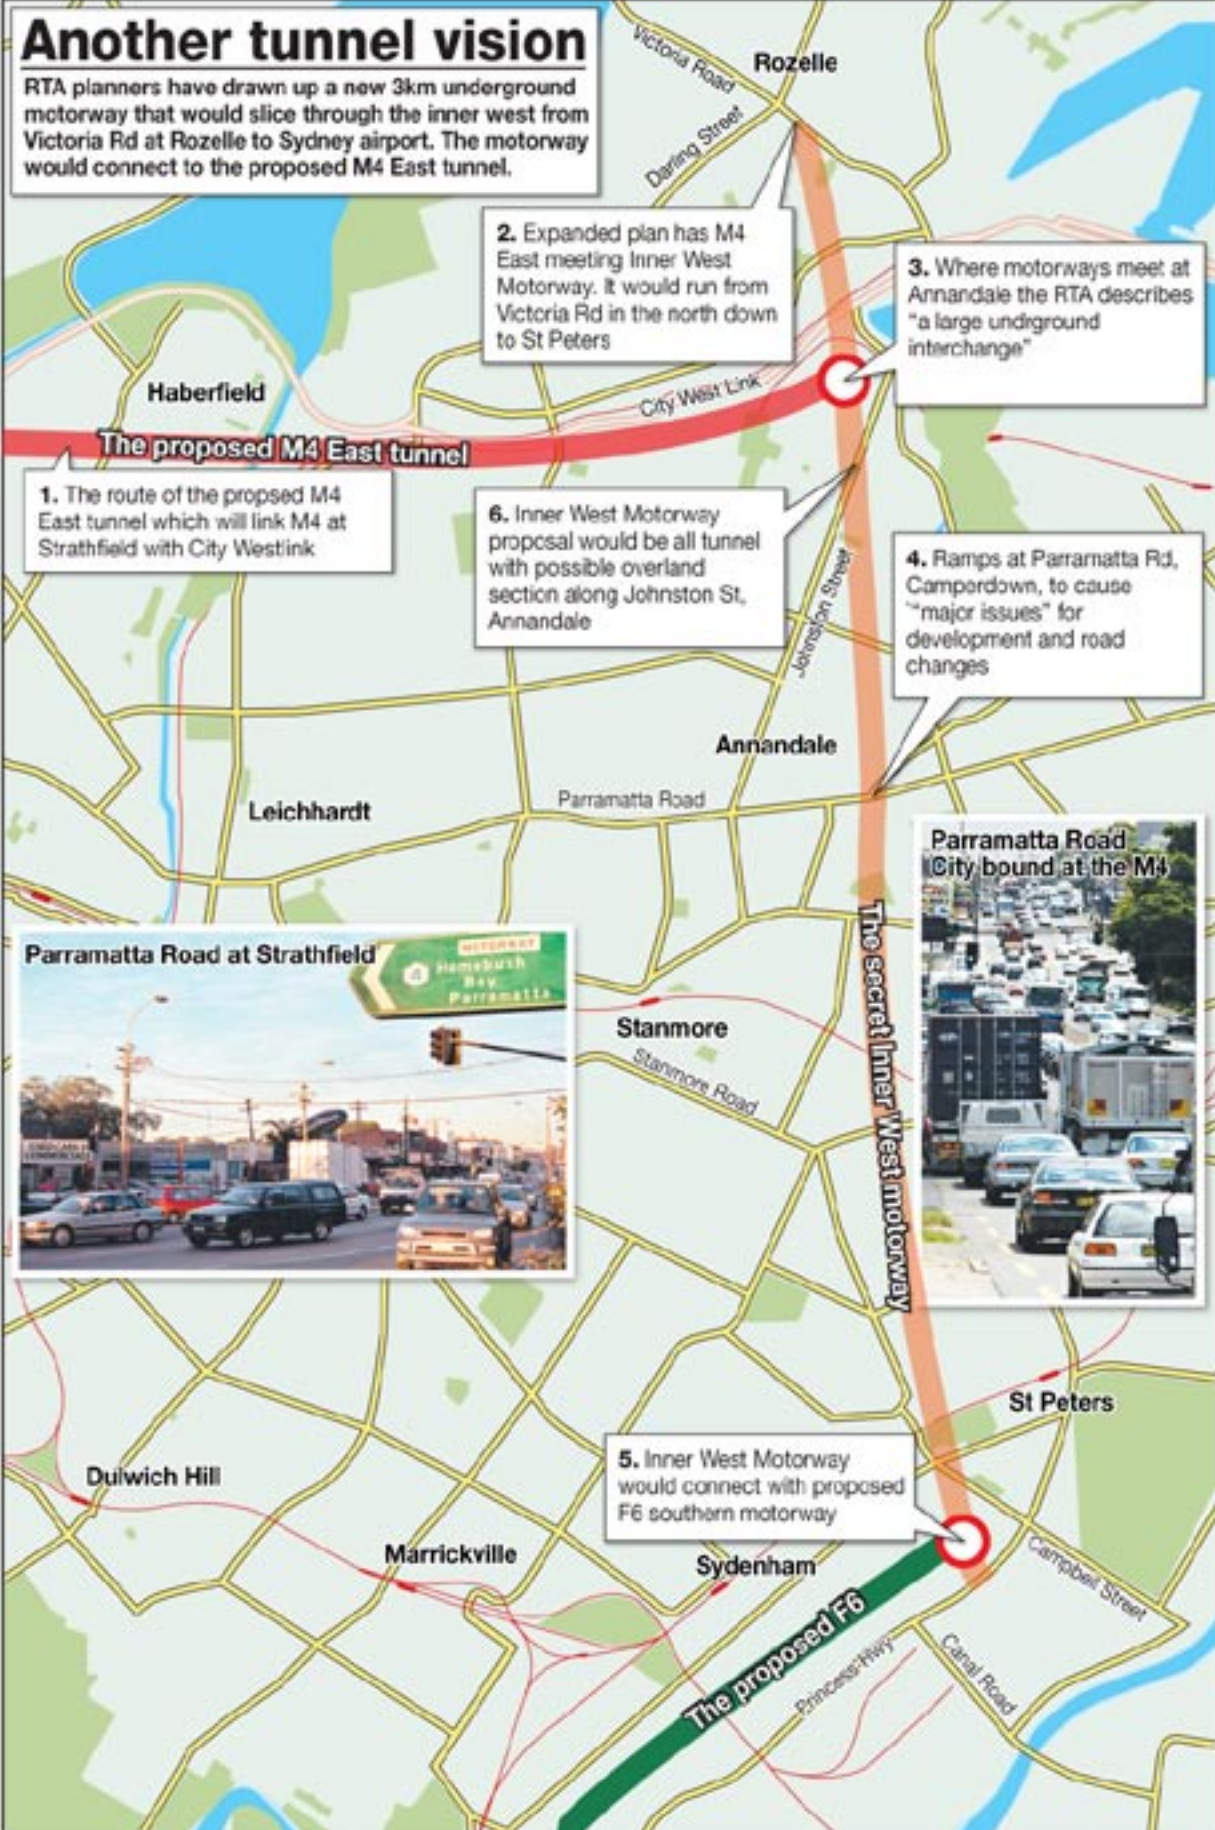 Another tunnel vision
RTA planners have drawn up a new 3km underground
motorway that would slice through the inner west from
Victoria Rd at Rozelle to Sydney airport. The motorway
would connect to the proposed M4 East tunnel.
Victoria Road
Rozelle
Darling Street
2. Expanded plan has M4
East meeting Inner West
Motorway. It would run from
Victoria Rd in the north down
to St Peters
3. Where motorways meet at
Annandale the RTA describes
"a large undrground
interchange"
Haberfield
City West Link
The proposed M4 East tunnel
1. The route of the propsed M4
East tunnel which will link M4 at
Strathfield with City Westlink
6. Inner West Motorway
proposal would be all tunnel
with possible overland
section along Johnston St,
Annandale
Johnston Street
4. Ramps at Parramatta Rd,
Camperdown, to cause
"major issues" for
development and road
changes
Annandale
Parramatta Road
Leichhardt
Parramatta Road
City bound at the M4
Parramatta Road at Strathfield
MOTORWAY
4
Homebush
Bay
Parramatta
The secret Inner West motorway
Stanmore
Stanmore Road
St Peters
5. Inner West Motorway
would connect with proposed
F6 southern motorway
Dulwich Hill
Marrickville
Sydenham
Campbell Street
The proposed F6
Princess Hwy
Canal Road